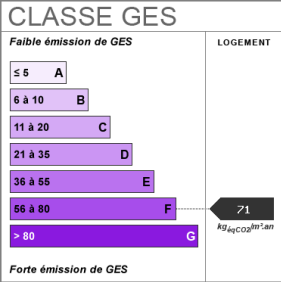 CLASSE GES
Faible émission de GES
LOGEMENT
≤ 5 A
6 à 10 B
11 à 20 C
21 à 35 D
36 à 55 E
56 à 80 F
71
kgéqCO2/m².an
> 80 G
Forte émission de GES